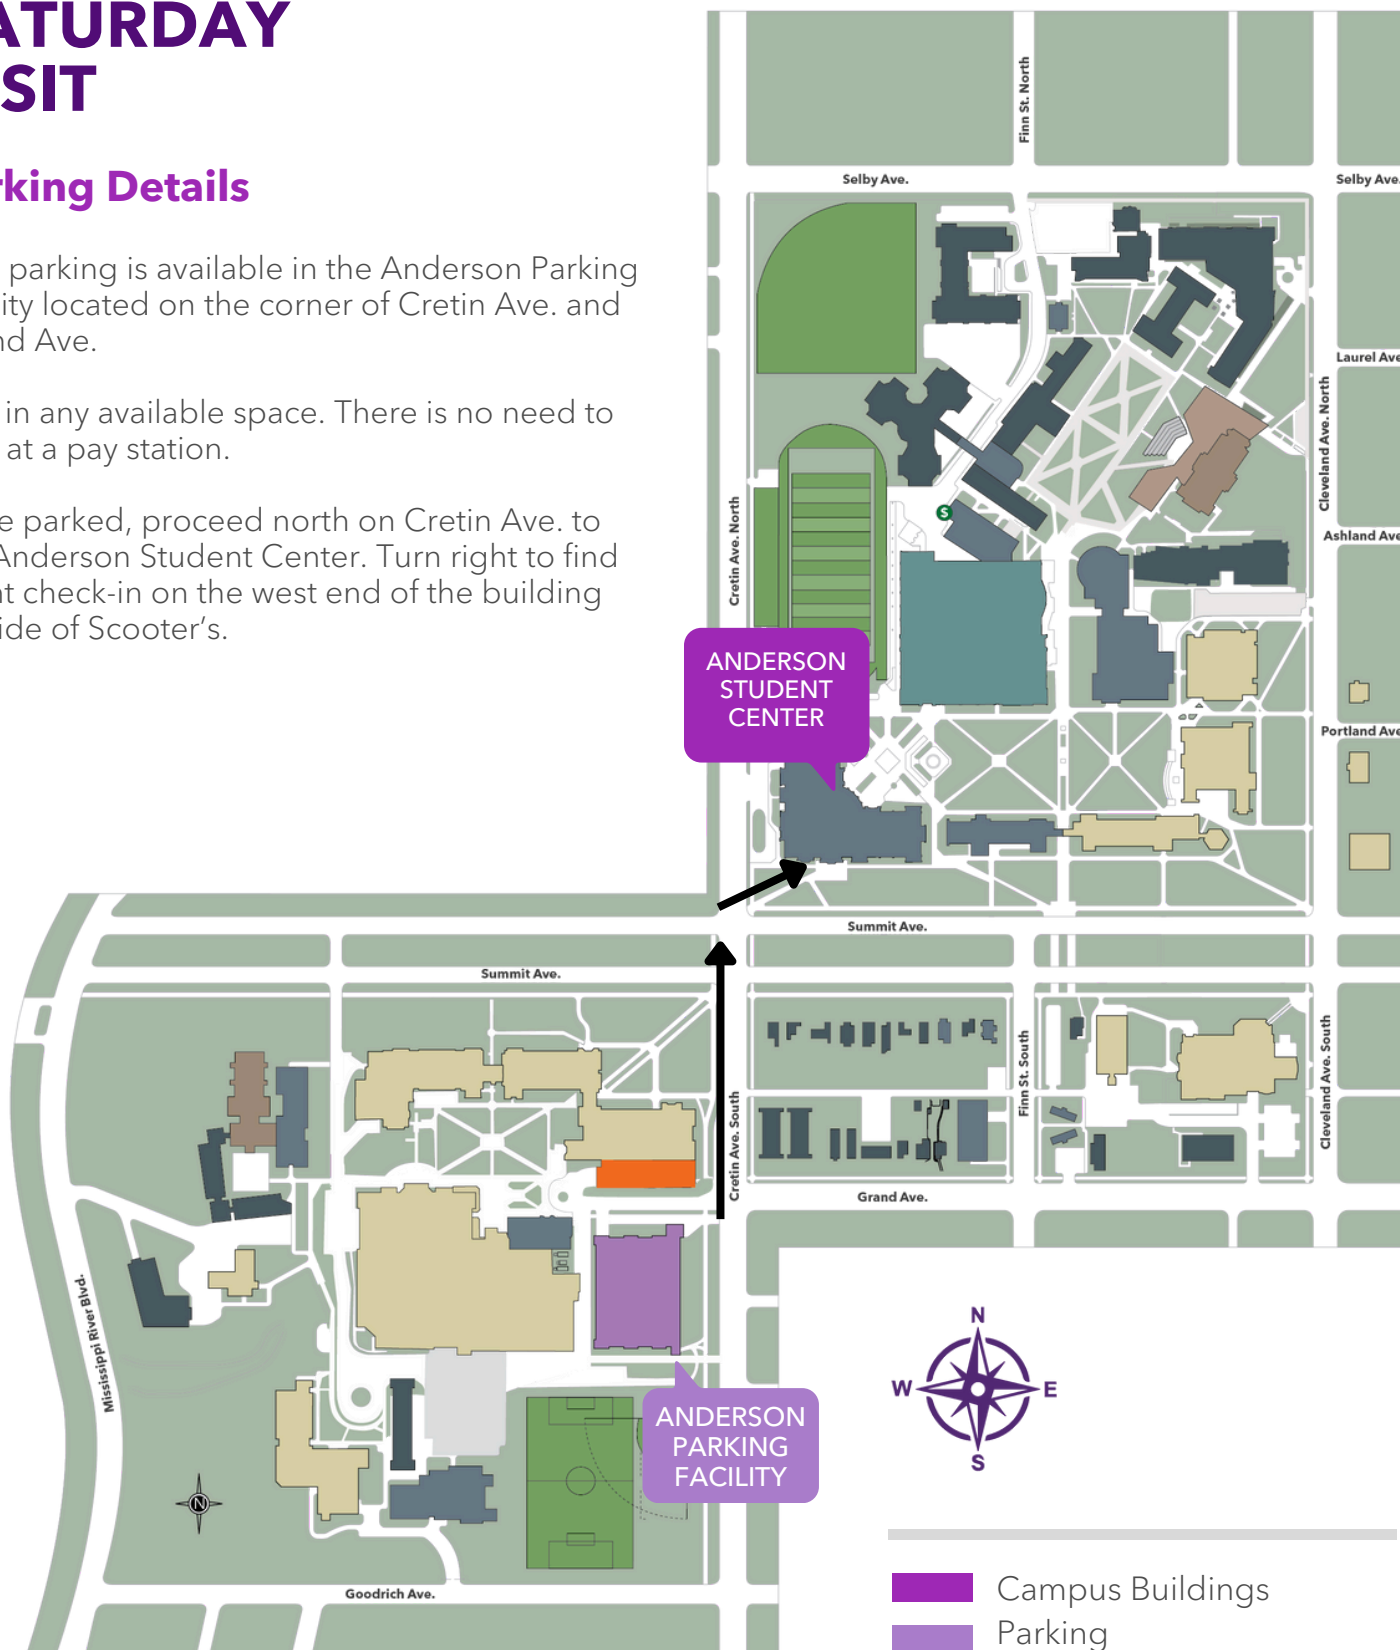 ATURDAY
SIT
rking Details
parking is available in the Anderson Parking
ity located on the corner of Cretin Ave. and
nd Ave.
in any available space. There is no need to
at a pay station.
e parked, proceed north on Cretin Ave. to
Anderson Student Center. Turn right to find
nt check-in on the west end of the building
ide of Scooter's.
Finn St. North
Selby Ave.
Selby Ave.
Laurel Ave
Cleveland Ave. North
Cretin Ave. North
S
Ashland Ave
ANDERSON
STUDENT
CENTER
Portland Ave
Summit Ave.
Summit Ave.
Cretin Ave. South
Finn St. South
Cleveland Ave. South
Grand Ave.
Mississippi River Blvd.
N
W
E
S
ANDERSON
PARKING
FACILITY
N
Goodrich Ave.
Campus Buildings
Parking